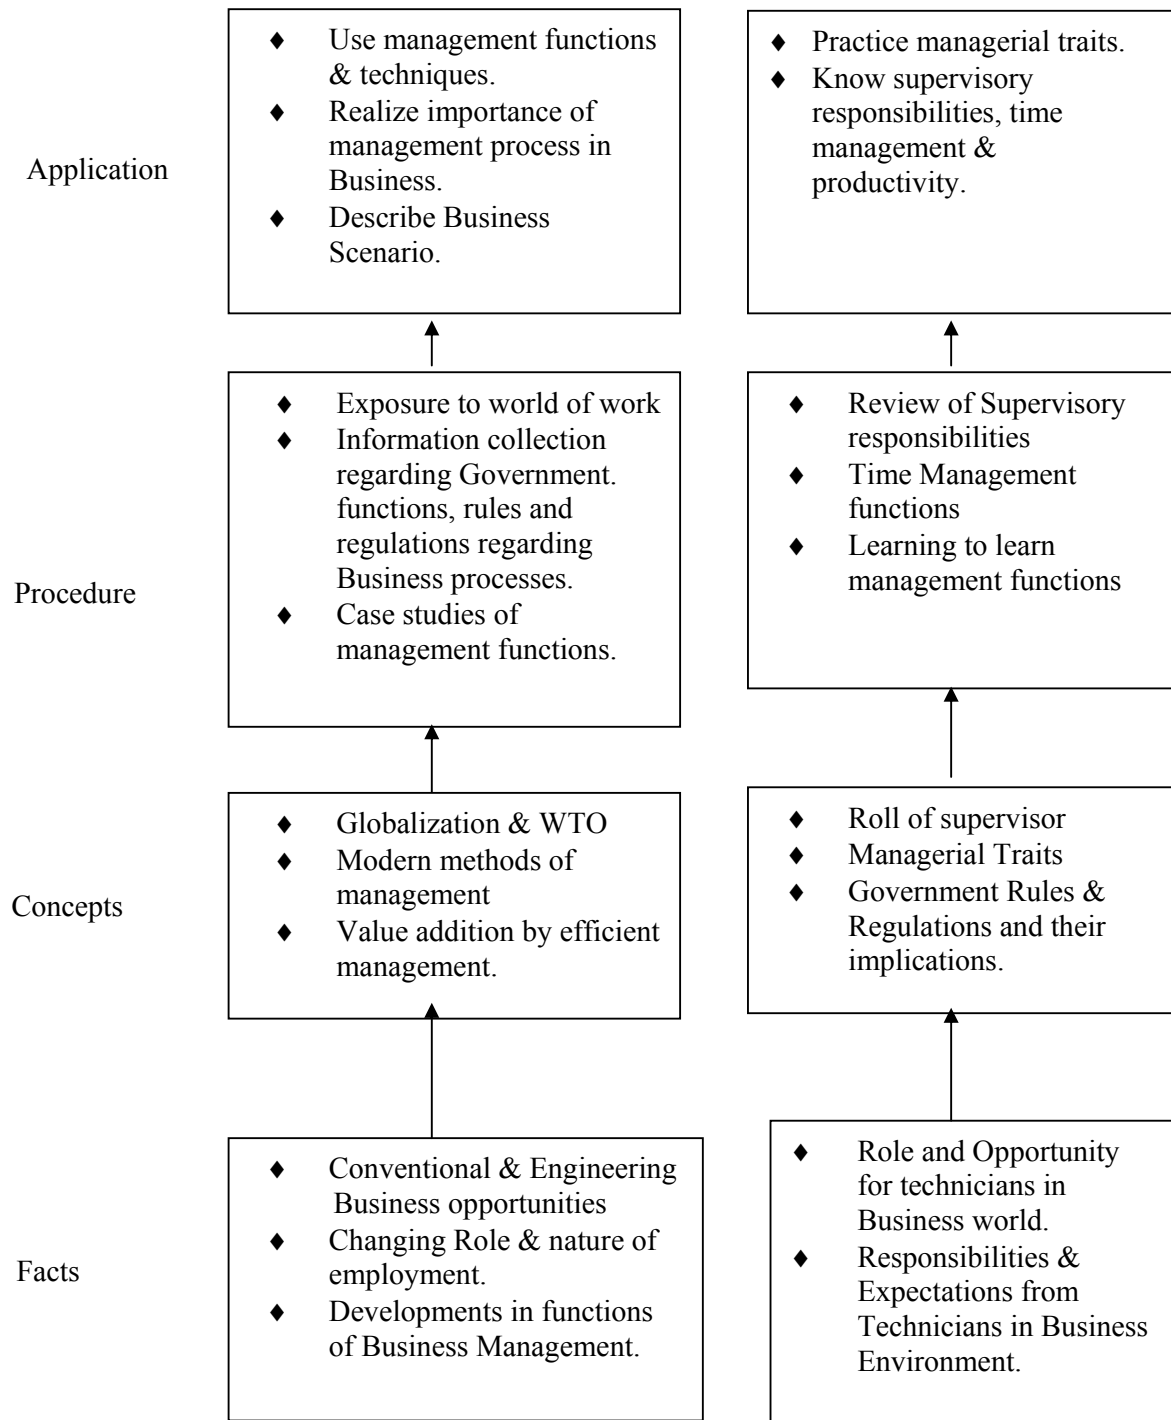 Application
Use management functions
& techniques.
Realize importance of
management process in
Business.
Describe Business
Scenario.
Practice managerial traits.
Know supervisory
responsibilities, time
management &
productivity.
Procedure
Exposure to world of work
Information collection
regarding Government.
functions, rules and
regulations regarding
Business processes.
Case studies of
management functions.
Review of Supervisory
responsibilities
Time Management
functions
Learning to learn
management functions
Concepts
Globalization & WTO
Modern methods of
management
Value addition by efficient
management.
Roll of supervisor
Managerial Traits
Government Rules &
Regulations and their
implications.
Facts
Conventional & Engineering
Business opportunities
Changing Role & nature of
employment.
Developments in functions
of Business Management.
Role and Opportunity
for technicians in
Business world.
Responsibilities &
Expectations from
Technicians in Business
Environment.